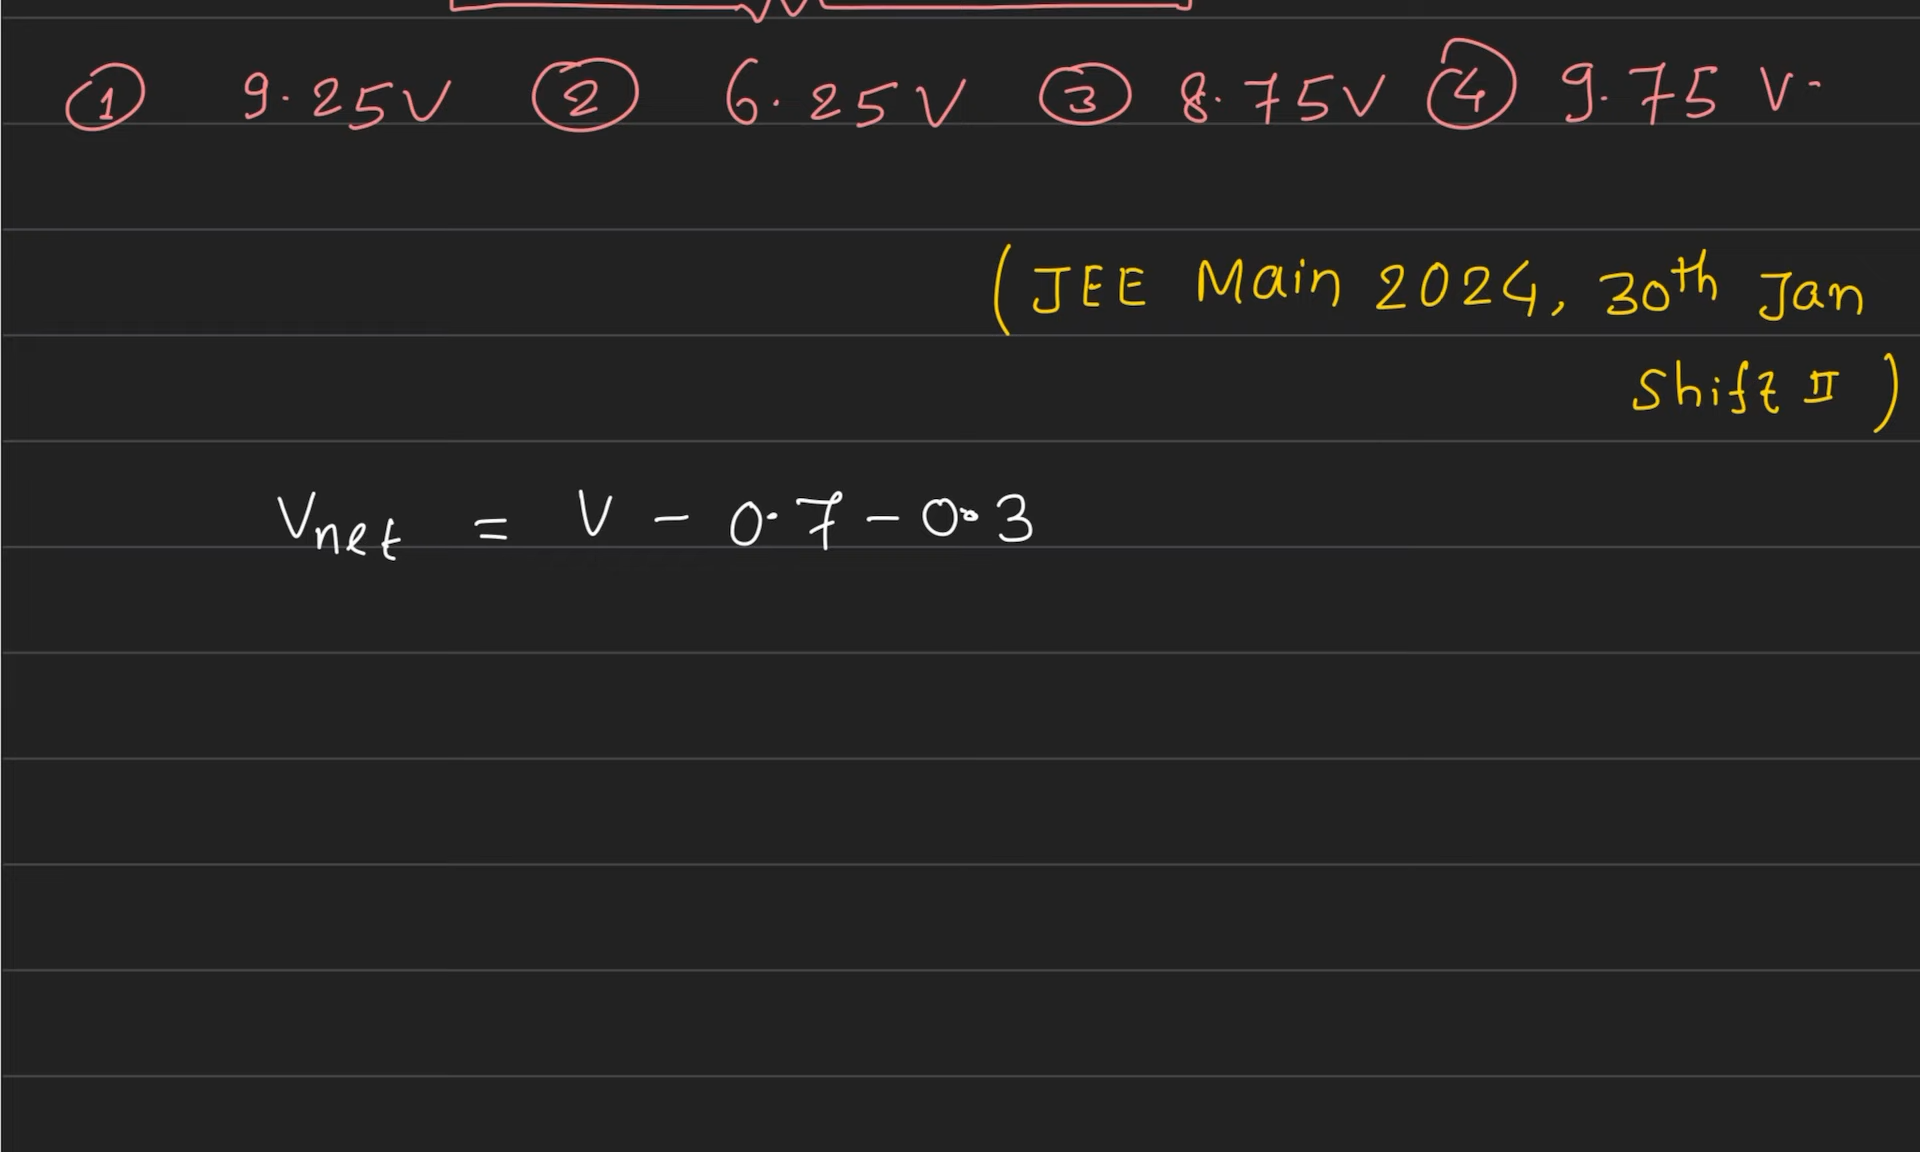 ① 9.25V ② 6.25V ③ 8.75V ④ 9.75 V.
(JEE Main 2024, 30th Jan
Shift II)
Vnet = V - 0.7 - 0.3